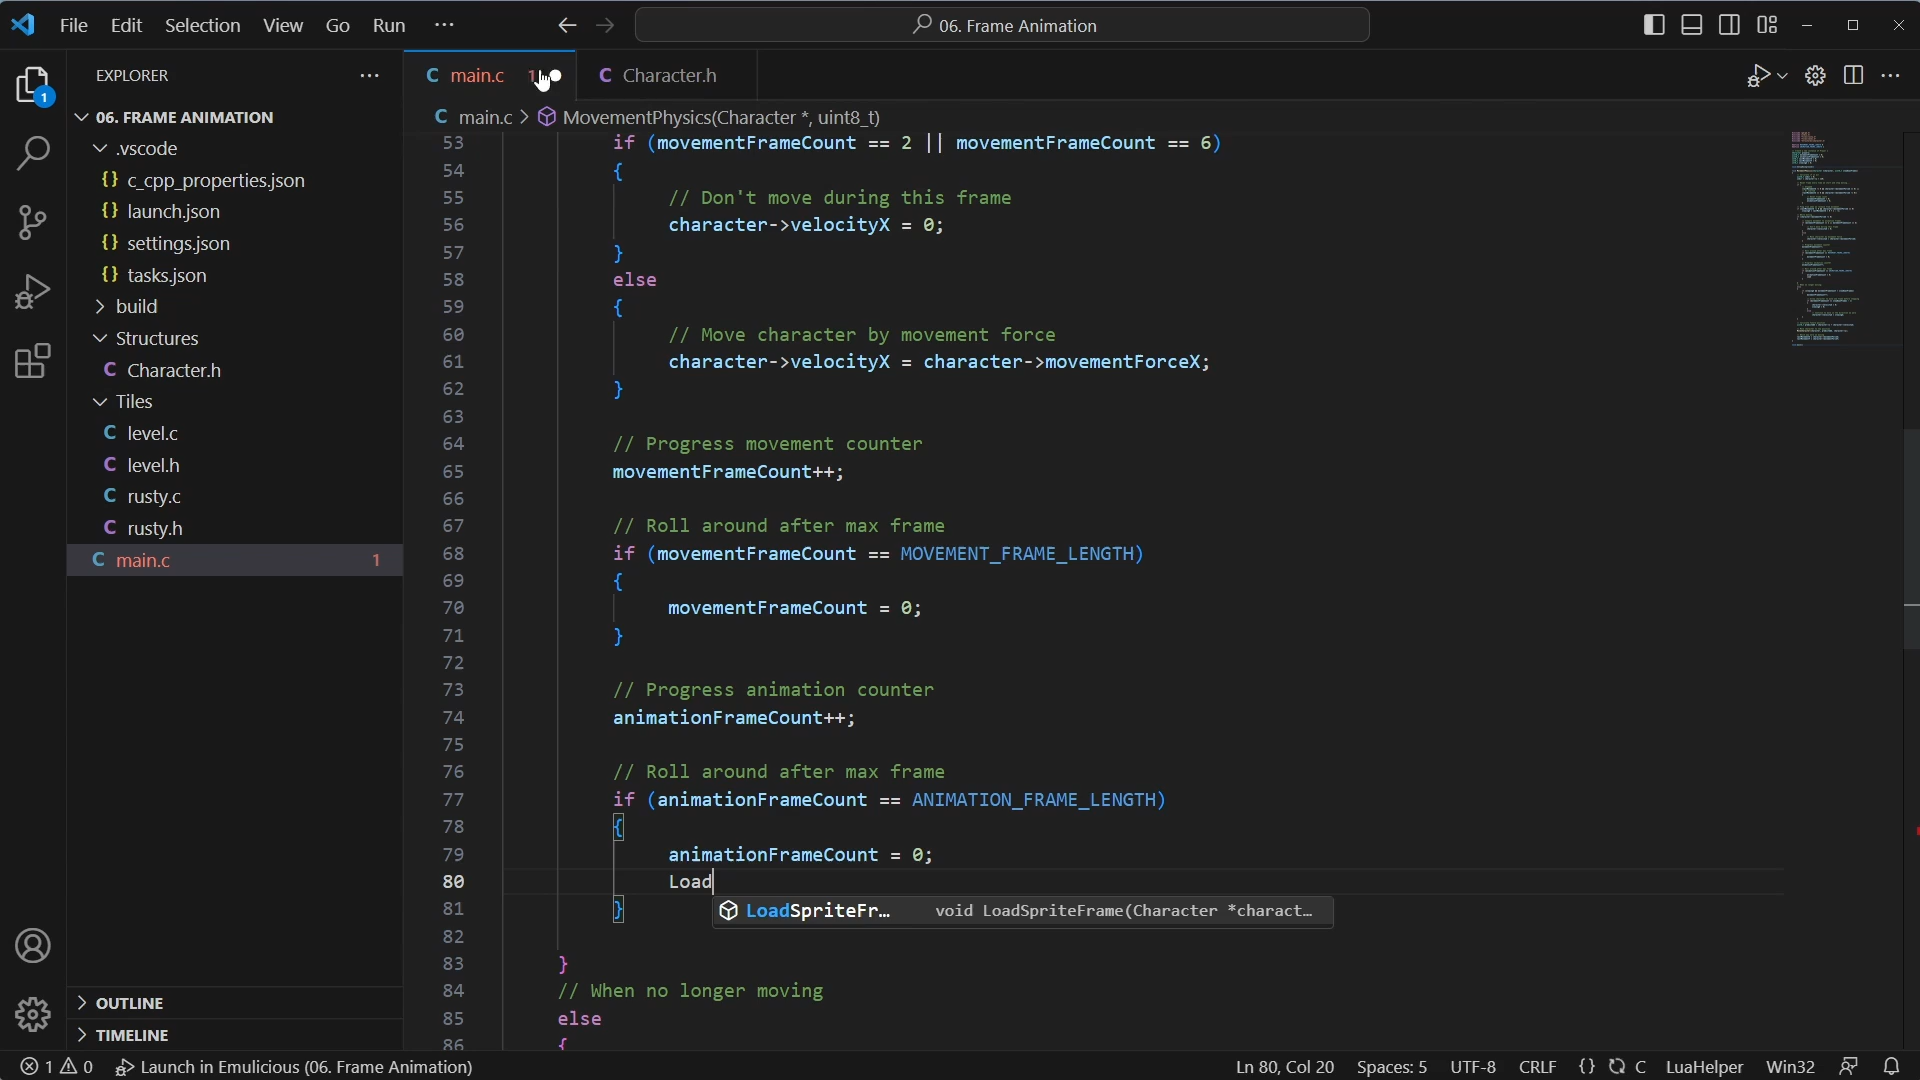 File Edit Selection View Go Run ···
06. Frame Animation
EXPLORER ···
main.c 1
Character.h
06. FRAME ANIMATION
main.c > MovementPhysics(Character *, uint8_t)
.vscode
{} c_cpp_properties.json
{} launch.json
{} settings.json
{} tasks.json
build
Structures
C Character.h
Tiles
C level.c
C level.h
C rusty.c
C rusty.h
C main.c 1
OUTLINE
TIMELINE
53 if (movementFrameCount == 2 || movementFrameCount == 6)
54 {
55 // Don't move during this frame
56 character->velocityX = 0;
57 }
58 else
59 {
60 // Move character by movement force
61 character->velocityX = character->movementForceX;
62 }
63
64 // Progress movement counter
65 movementFrameCount++;
66
67 // Roll around after max frame
68 if (movementFrameCount == MOVEMENT_FRAME_LENGTH)
69 {
70 movementFrameCount = 0;
71 }
72
73 // Progress animation counter
74 animationFrameCount++;
75
76 // Roll around after max frame
77 if (animationFrameCount == ANIMATION_FRAME_LENGTH)
78 {
79 animationFrameCount = 0;
80 Load
81 }
LoadSpriteFr… void LoadSpriteFrame(Character *charact…
82
83 }
84 // When no longer moving
85 else
86 {
1 0 Launch in Emulicious (06. Frame Animation) Ln 80, Col 20 Spaces: 5 UTF-8 CRLF {} C LuaHelper Win32